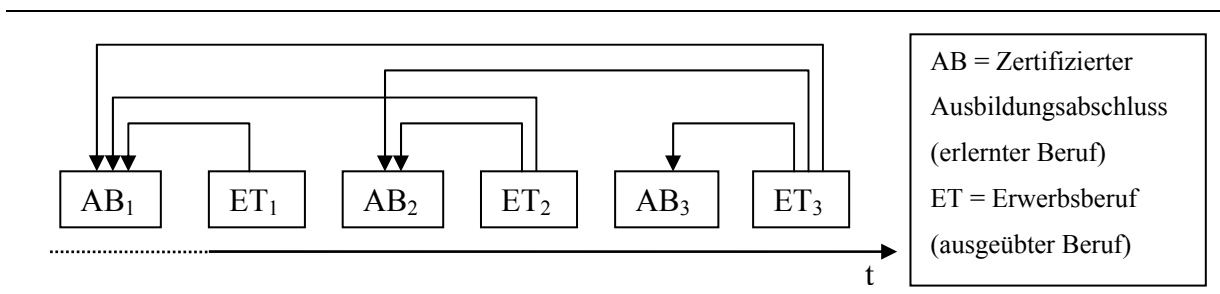 AB₁ ET₁ AB₂ ET₂ AB₃ ET₃
t
AB = Zertifizierter
Ausbildungsabschluss
(erlernter Beruf)
ET = Erwerbsberuf
(ausgeübter Beruf)